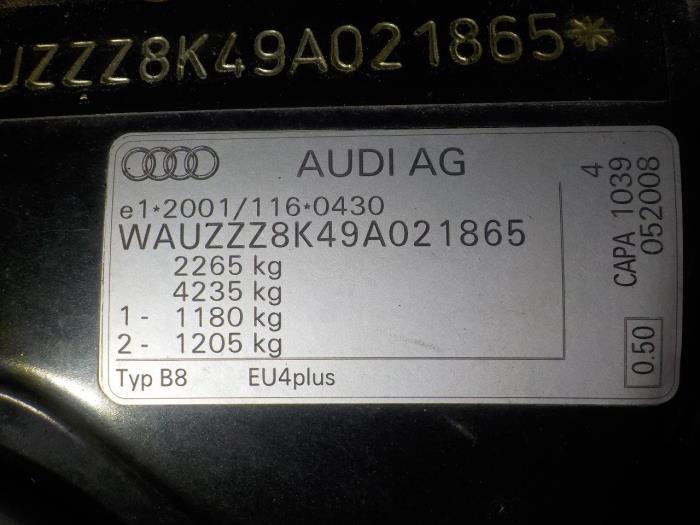 UZZZ8K49A021865*
AUDI AG
e1*2001/116*0430
WAUZZZ8K49A021865
2265 kg
4235 kg
1 - 1180 kg
2 - 1205 kg
Typ B8 EU4plus
4
CAPA 1039
052008
0.50